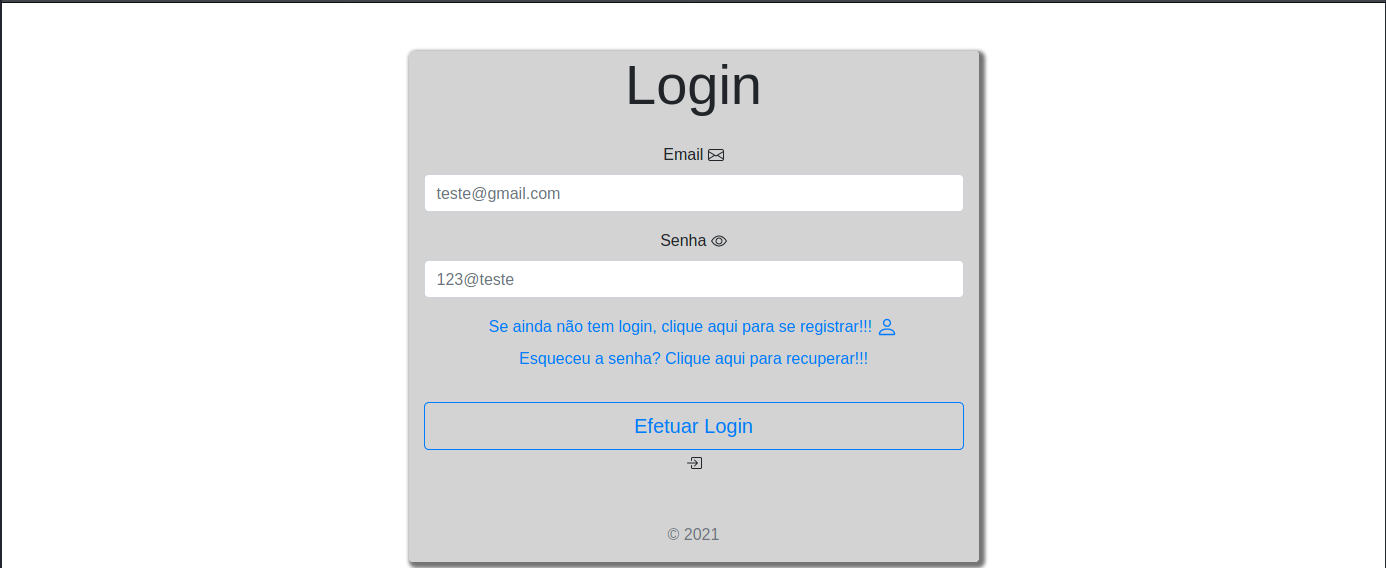 Login
Email
teste@gmail.com
Senha
123@teste
Se ainda não tem login, clique aqui para se registrar!!!
Esqueceu a senha? Clique aqui para recuperar!!!
Efetuar Login
© 2021